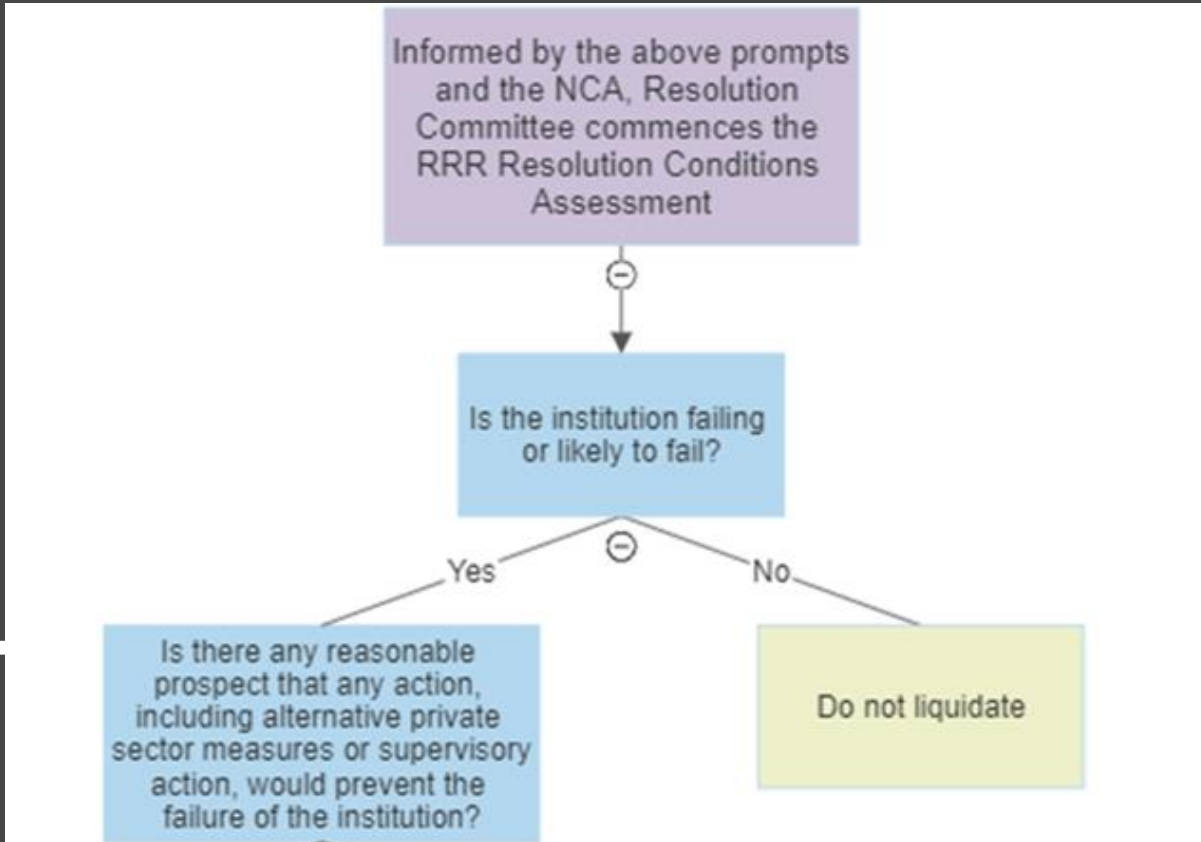 Informed by the above prompts
and the NCA, Resolution
Committee commences the
RRR Resolution Conditions
Assessment
Is the institution failing
or likely to fail?
Yes
No
Is there any reasonable
prospect that any action,
including alternative private
sector measures or supervisory
action, would prevent the
failure of the institution?
Do not liquidate